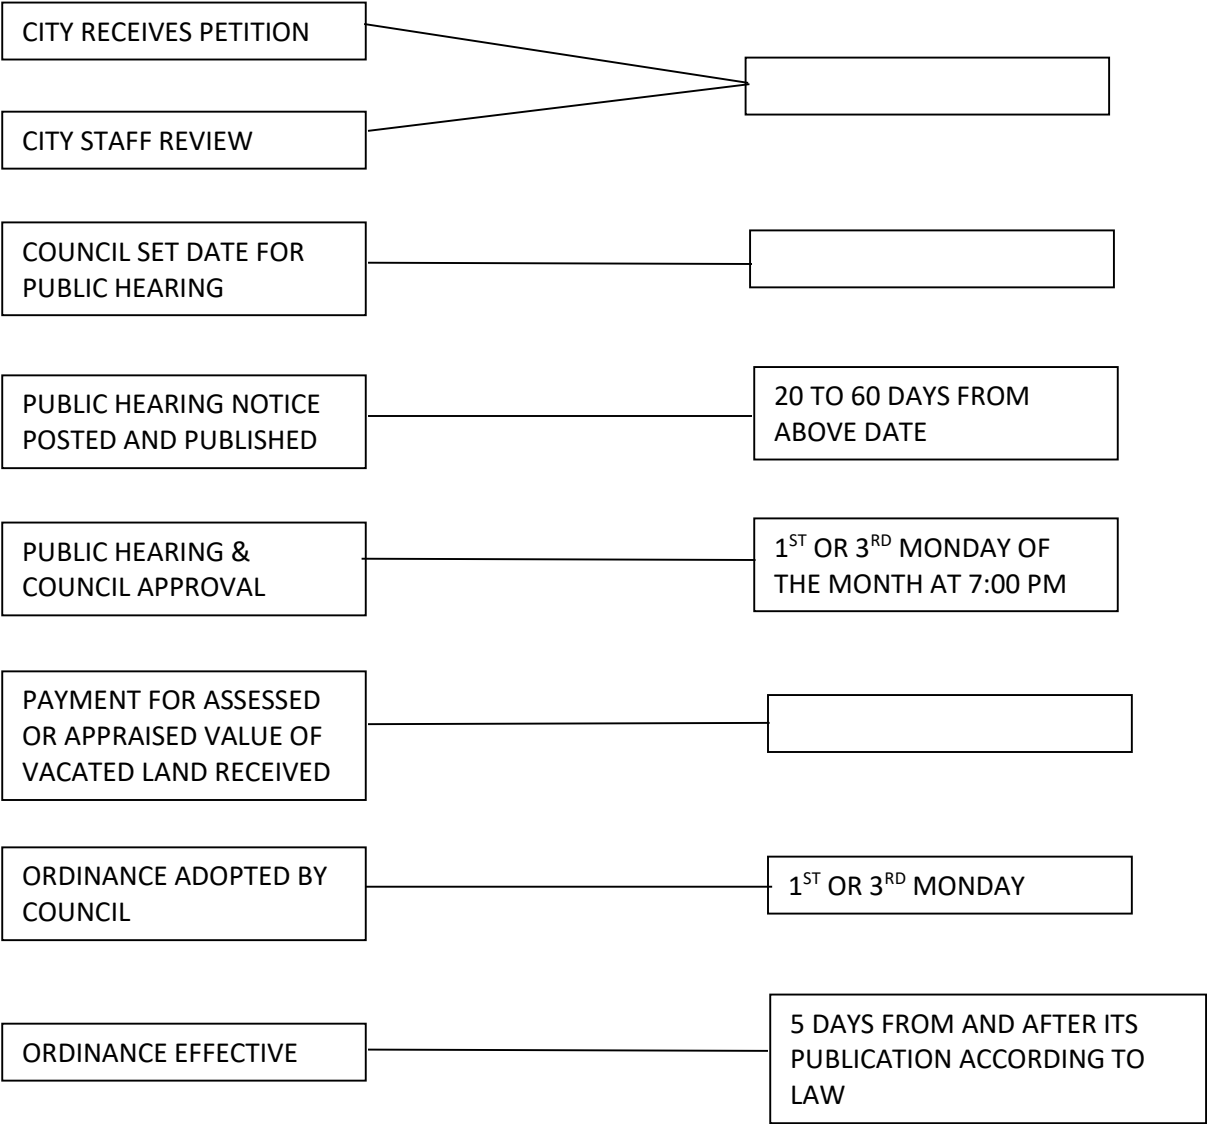 CITY RECEIVES PETITION
CITY STAFF REVIEW
COUNCIL SET DATE FOR
PUBLIC HEARING
PUBLIC HEARING NOTICE
POSTED AND PUBLISHED
20 TO 60 DAYS FROM
ABOVE DATE
PUBLIC HEARING &
COUNCIL APPROVAL
1ST OR 3RD MONDAY OF
THE MONTH AT 7:00 PM
PAYMENT FOR ASSESSED
OR APPRAISED VALUE OF
VACATED LAND RECEIVED
ORDINANCE ADOPTED BY
COUNCIL
1ST OR 3RD MONDAY
ORDINANCE EFFECTIVE
5 DAYS FROM AND AFTER ITS
PUBLICATION ACCORDING TO
LAW